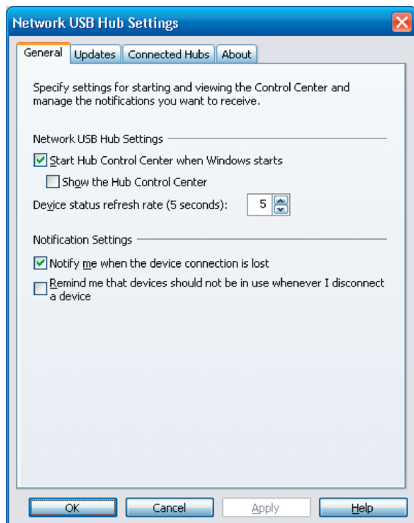 Network USB Hub Settings
General Updates Connected Hubs About
Specify settings for starting and viewing the Control Center and
manage the notifications you want to receive.
Network USB Hub Settings
Start Hub Control Center when Windows starts
Show the Hub Control Center
Device status refresh rate (5 seconds): 5
Notification Settings
Notify me when the device connection is lost
Remind me that devices should not be in use whenever I disconnect
a device
OK Cancel Apply Help